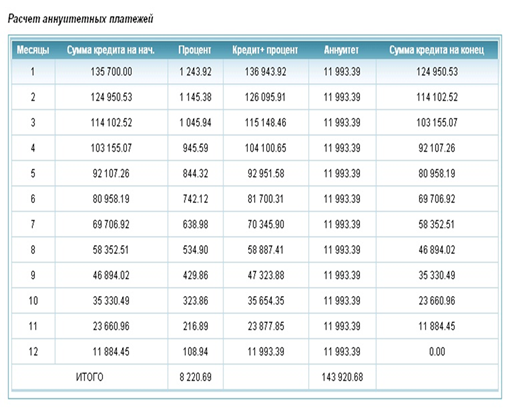 Расчет аннуитетных платежей
Месяцы Сумма кредита на нач. Процент Кредит+ процент Аннуитет Сумма кредита на конец
1 135 700.00 1 243.92 136 943.92 11 993.39 124 950.53
2 124 950.53 1 145.38 126 095.91 11 993.39 114 102.52
3 114 102.52 1 045.94 115 148.46 11 993.39 103 155.07
4 103 155.07 945.59 104 100.65 11 993.39 92 107.26
5 92 107.26 844.32 92 951.58 11 993.39 80 958.19
6 80 958.19 742.12 81 700.31 11 993.39 69 706.92
7 69 706.92 638.98 70 345.90 11 993.39 58 352.51
8 58 352.51 534.90 58 887.41 11 993.39 46 894.02
9 46 894.02 429.86 47 323.88 11 993.39 35 330.49
10 35 330.49 323.86 35 654.35 11 993.39 23 660.96
11 23 660.96 216.89 23 877.85 11 993.39 11 884.45
12 11 884.45 108.94 11 993.39 11 993.39 0.00
ИТОГО 8 220.69 143 920.68